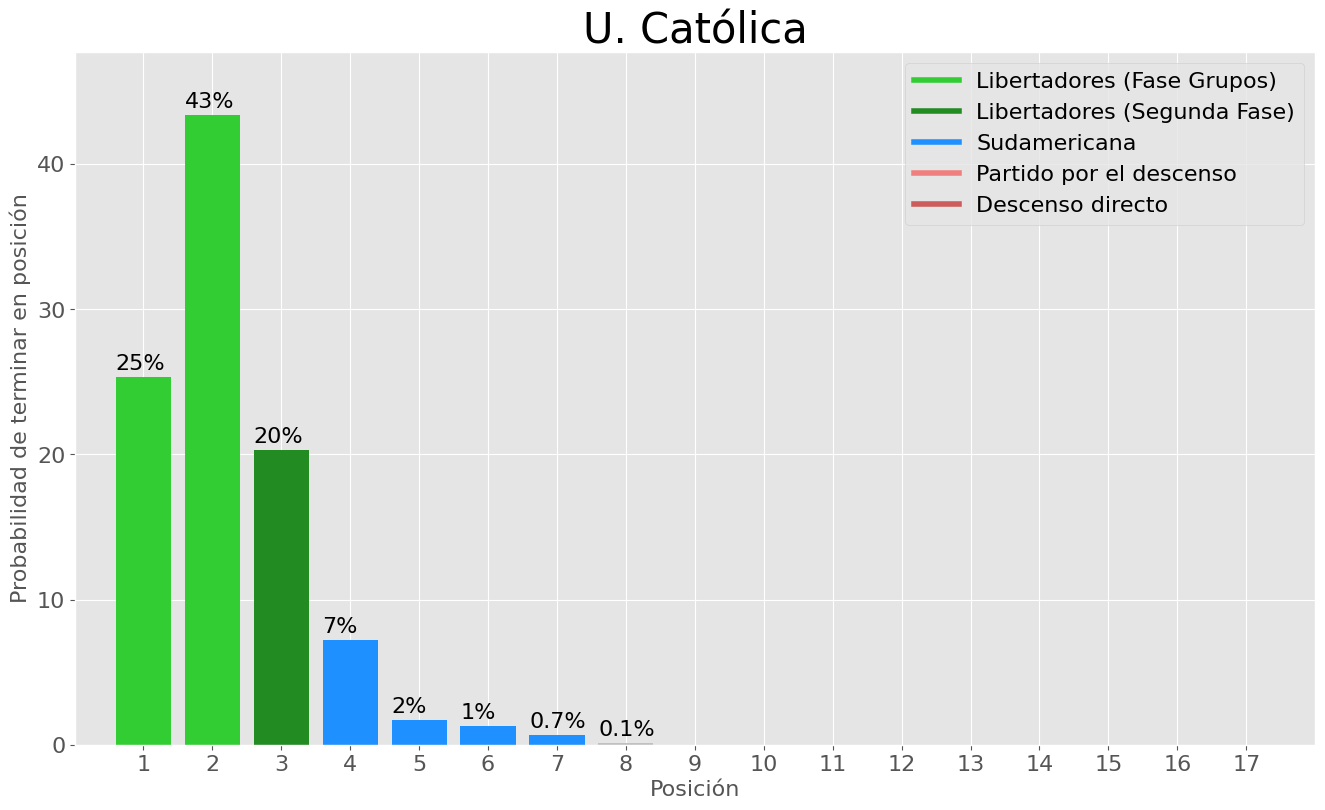 U. Católica
Libertadores (Fase Grupos)
Libertadores (Segunda Fase)
Sudamericana
Partido por el descenso
Descenso directo
Probabilidad de terminar en posición
40
30
20
10
0
25%
43%
20%
7%
2%
1%
0.7%
0.1%
1 2 3 4 5 6 7 8 9 10 11 12 13 14 15 16 17
Posición